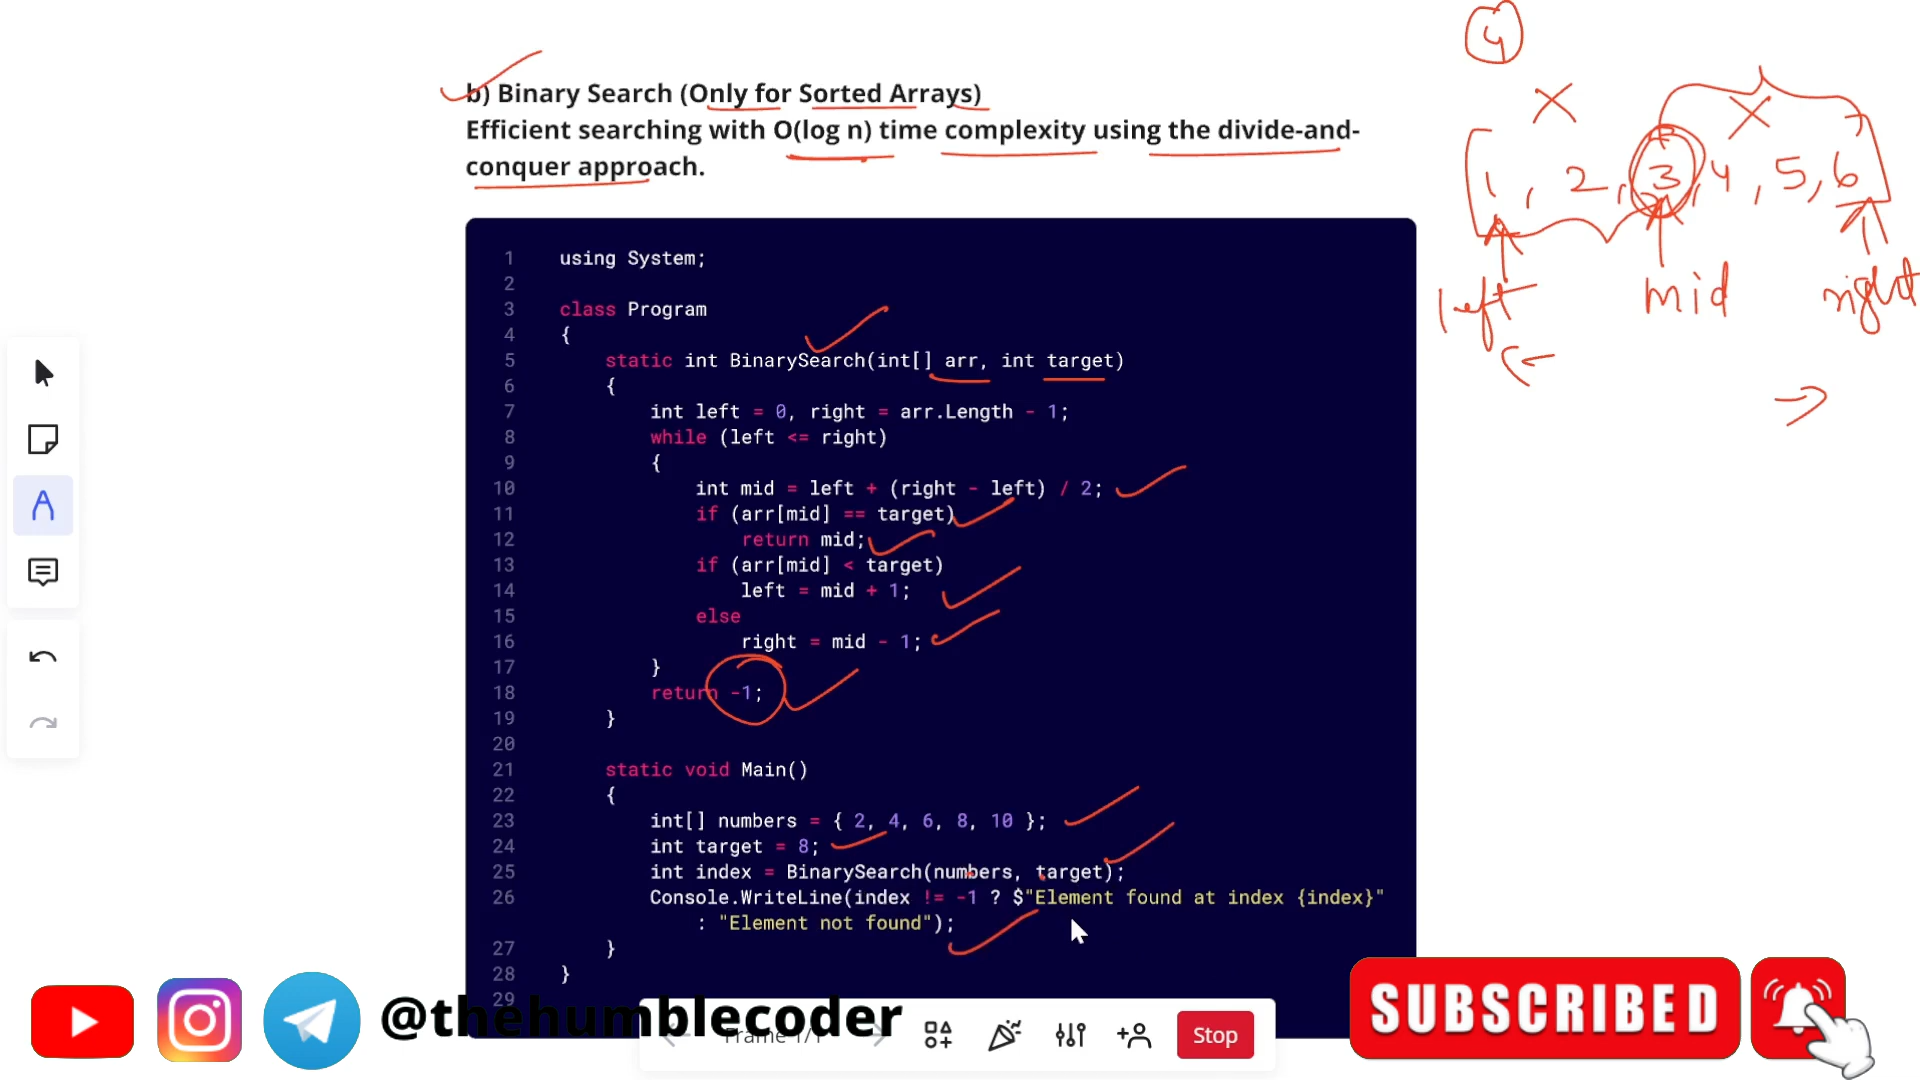 b) Binary Search (Only for Sorted Arrays)
Efficient searching with O(log n) time complexity using the divide-and-
conquer approach.
4
1, 2, 3, 4, 5, 6
left
mid
right
1 using System;
2
3 class Program
4 {
5 static int BinarySearch(int[] arr, int target)
6 {
7 int left = 0, right = arr.Length - 1;
8 while (left <= right)
9 {
10 int mid = left + (right - left) / 2;
11 if (arr[mid] == target)
12 return mid;
13 if (arr[mid] < target)
14 left = mid + 1;
15 else
16 right = mid - 1;
17 }
18 return -1;
19 }
20
21 static void Main()
22 {
23 int[] numbers = { 2, 4, 6, 8, 10 };
24 int target = 8;
25 int index = BinarySearch(numbers, target);
26 Console.WriteLine(index != -1 ? $"Element found at index {index}"
: "Element not found");
27 }
28 }
29
@thehumblecoder
Frame 1/1
Stop
SUBSCRIBED